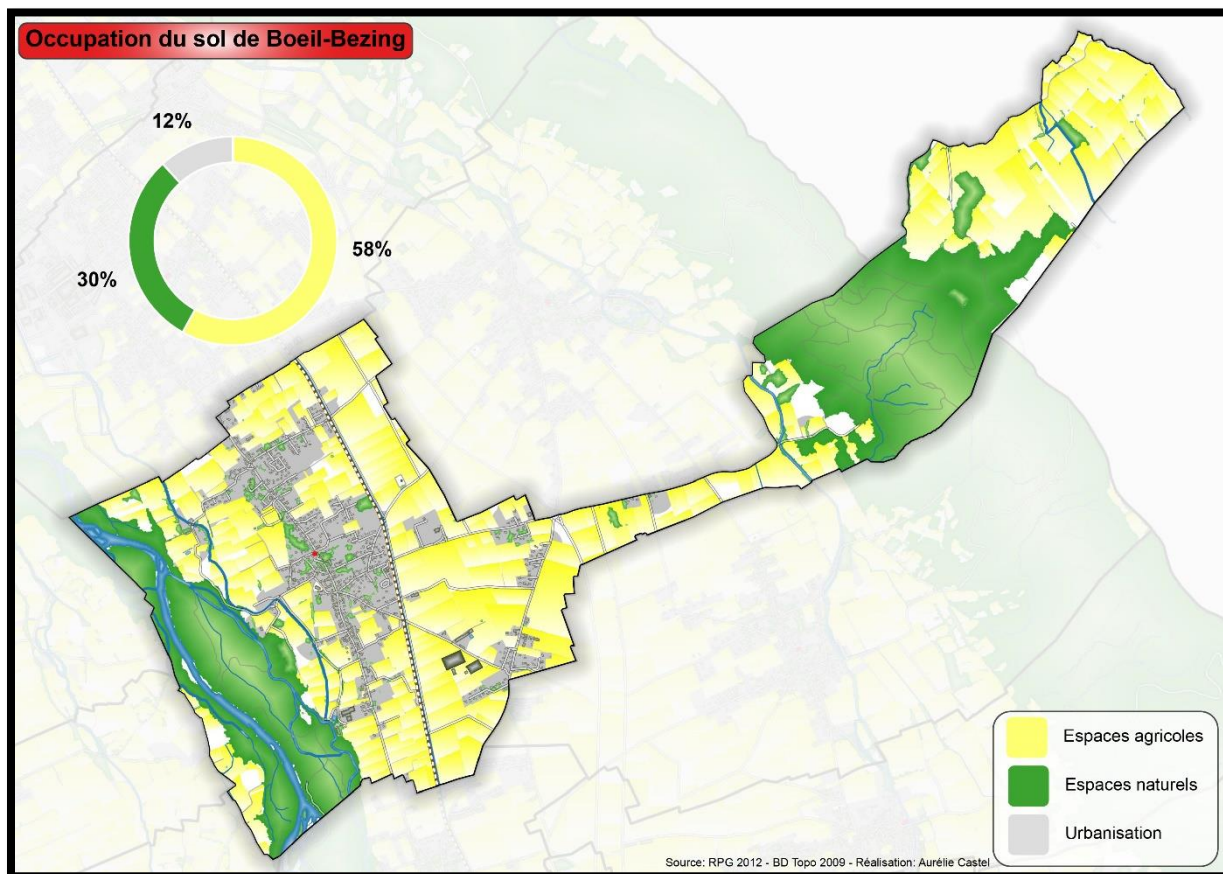 Occupation du sol de Boeil-Bezing
12%
58%
30%
Espaces agricoles
Espaces naturels
Urbanisation
Source: RPG 2012 - BD Topo 2009 - Réalisation: Aurélie Castel